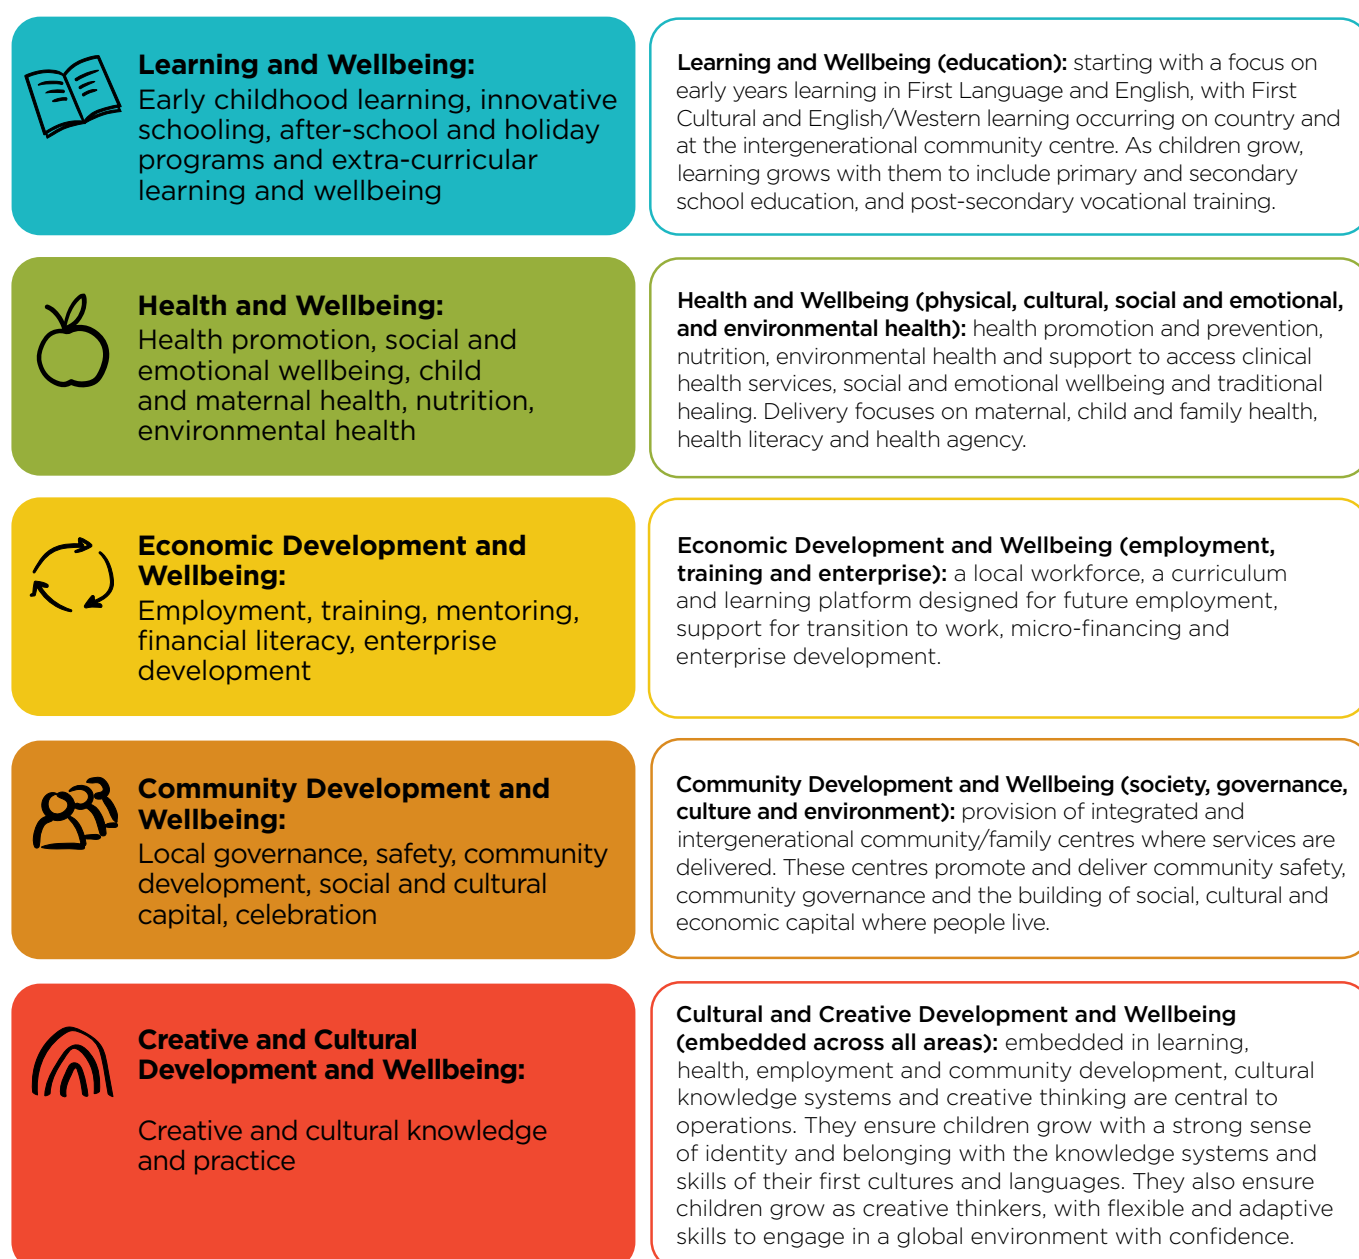 Learning and Wellbeing:
Early childhood learning, innovative
schooling, after-school and holiday
programs and extra-curricular
learning and wellbeing
Learning and Wellbeing (education): starting with a focus on
early years learning in First Language and English, with First
Cultural and English/Western learning occurring on country and
at the intergenerational community centre. As children grow,
learning grows with them to include primary and secondary
school education, and post-secondary vocational training.
Health and Wellbeing:
Health promotion, social and
emotional wellbeing, child
and maternal health, nutrition,
environmental health
Health and Wellbeing (physical, cultural, social and emotional,
and environmental health): health promotion and prevention,
nutrition, environmental health and support to access clinical
health services, social and emotional wellbeing and traditional
healing. Delivery focuses on maternal, child and family health,
health literacy and health agency.
Economic Development and
Wellbeing:
Employment, training, mentoring,
financial literacy, enterprise
development
Economic Development and Wellbeing (employment,
training and enterprise): a local workforce, a curriculum
and learning platform designed for future employment,
support for transition to work, micro-financing and
enterprise development.
Community Development and
Wellbeing:
Local governance, safety, community
development, social and cultural
capital, celebration
Community Development and Wellbeing (society, governance,
culture and environment): provision of integrated and
intergenerational community/family centres where services are
delivered. These centres promote and deliver community safety,
community governance and the building of social, cultural and
economic capital where people live.
Creative and Cultural
Development and Wellbeing:
Creative and cultural knowledge
and practice
Cultural and Creative Development and Wellbeing
(embedded across all areas): embedded in learning,
health, employment and community development, cultural
knowledge systems and creative thinking are central to
operations. They ensure children grow with a strong sense
of identity and belonging with the knowledge systems and
skills of their first cultures and languages. They also ensure
children grow as creative thinkers, with flexible and adaptive
skills to engage in a global environment with confidence.